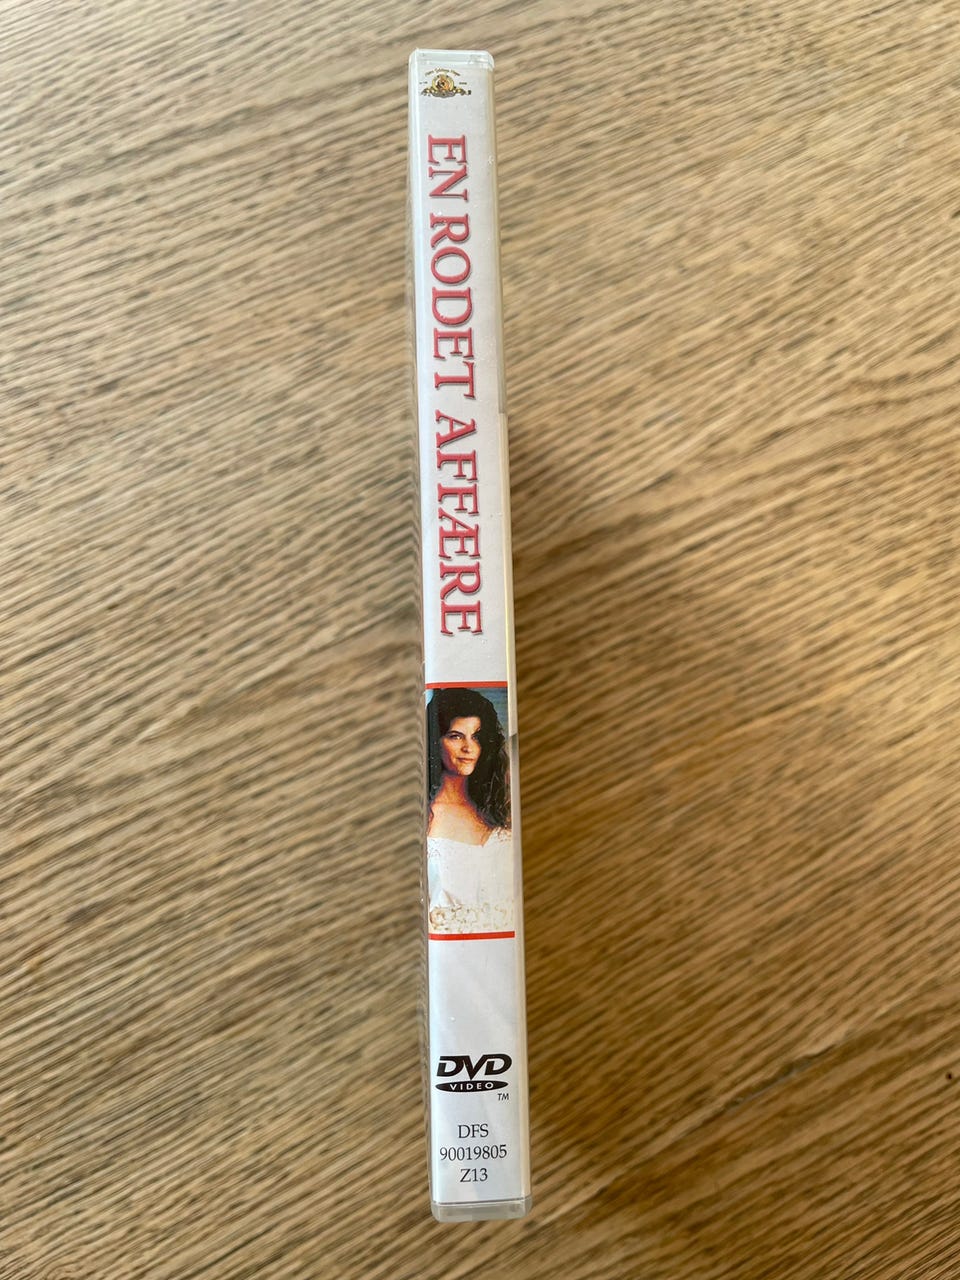 EN RODET AFFÆRE
DVD
VIDEO
TM
DFS
90019805
Z13